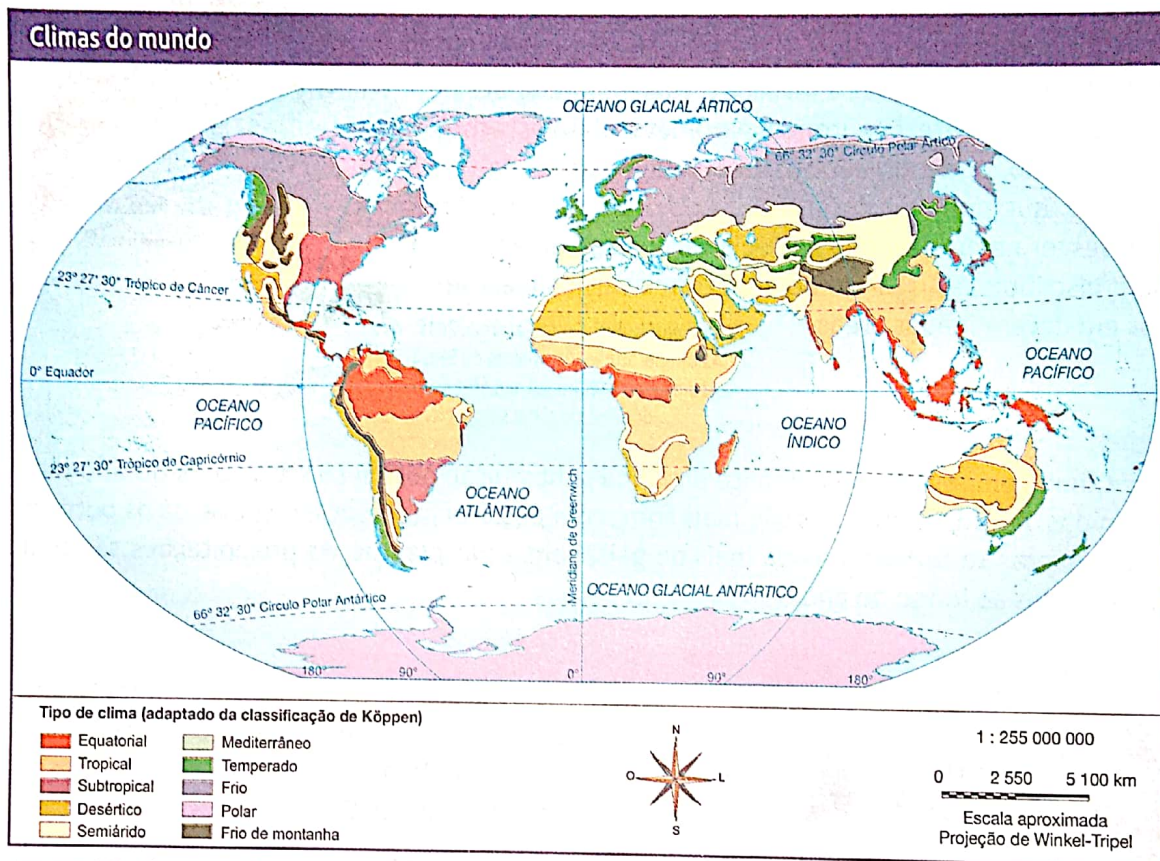 Climas do mundo
OCEANO GLACIAL ÁRTICO
66° 32' 30" Círculo Polar Ártico
23° 27' 30" Trópico de Câncer
0° Equador
OCEANO
PACÍFICO
OCEANO
PACÍFICO
OCEANO
ÍNDICO
23° 27' 30" Trópico de Capricórnio
OCEANO
ATLÂNTICO
Meridiano de Greenwich
OCEANO GLACIAL ANTÁRTICO
66° 32' 30" Círculo Polar Antártico
180°
90°
0°
90°
180°
Tipo de clima (adaptado da classificação de Köppen)
Equatorial
Tropical
Subtropical
Desértico
Semiárido
Mediterrâneo
Temperado
Frio
Polar
Frio de montanha
N
O
L
S
1 : 255 000 000
0 2 550 5 100 km
Escala aproximada
Projeção de Winkel-Tripel